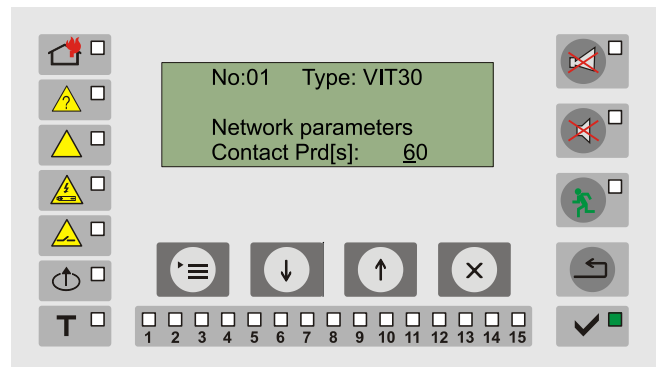 No:01 Type: VIT30
Network parameters
Contact Prd[s]: 60
?
T
1 2 3 4 5 6 7 8 9 10 11 12 13 14 15